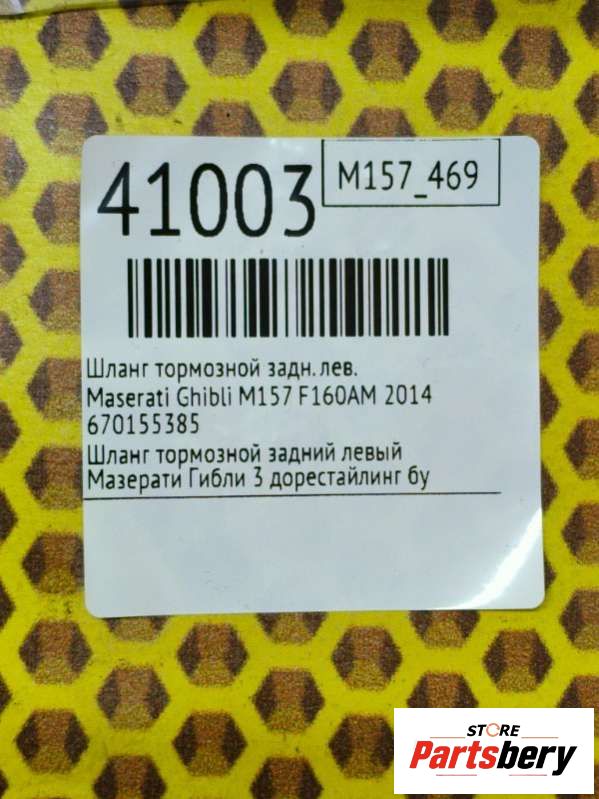 41003
M157_469
Шланг тормозной задн. лев.
Maserati Ghibli M157 F160AM 2014
670155385
Шланг тормозной задний левый
Мазерати Гибли 3 дорестайлинг бу
STORE
Partsbery